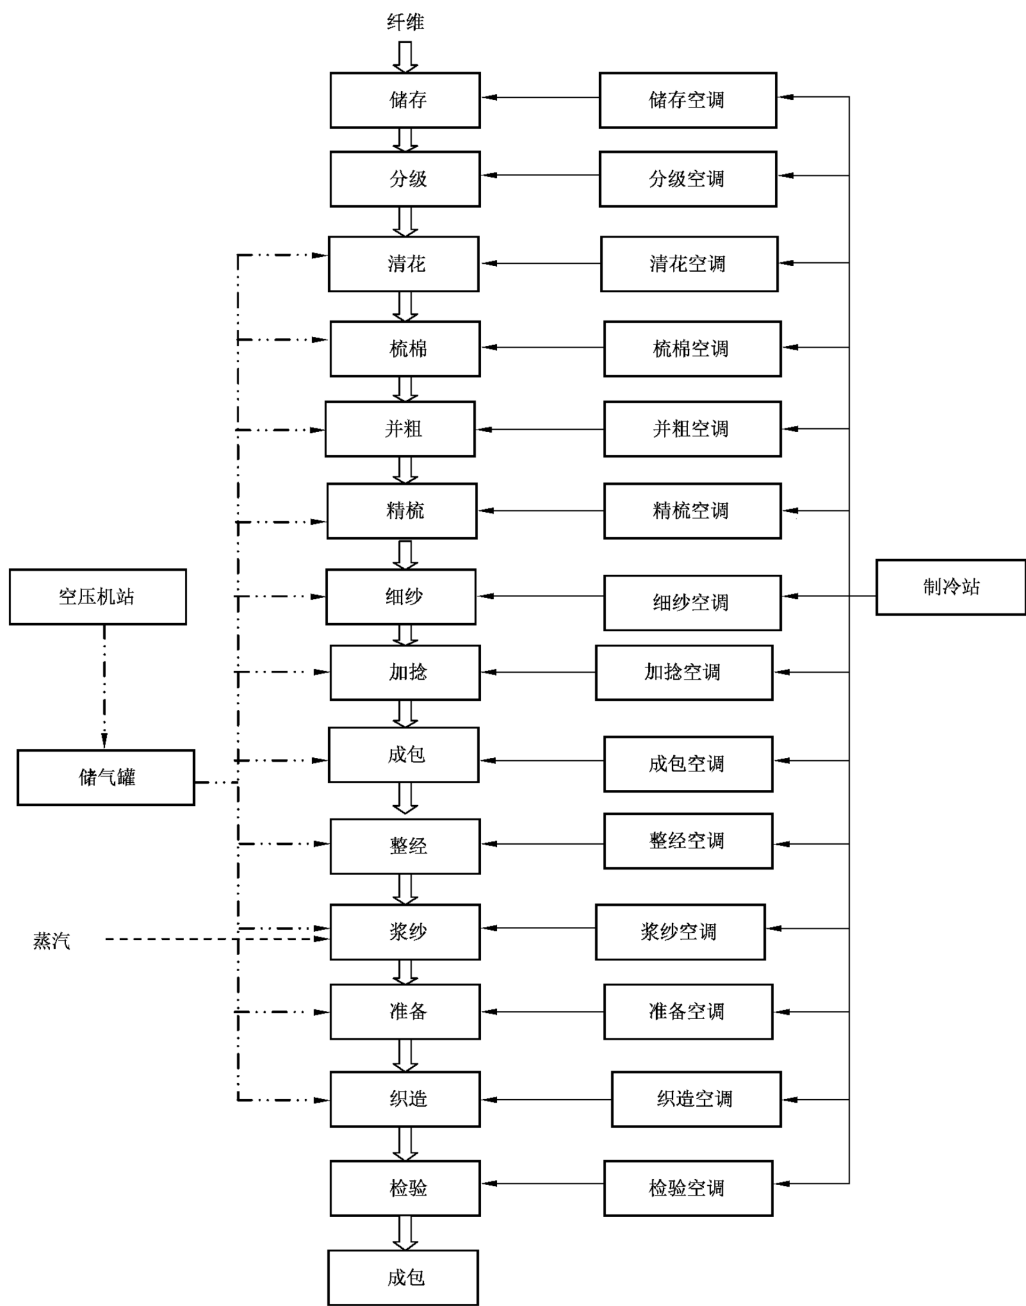 纤维
储存
储存空调
分级
分级空调
清花
清花空调
梳棉
梳棉空调
并粗
并粗空调
精梳
精梳空调
空压机站
细纱
细纱空调
制冷站
加捻
加捻空调
储气罐
成包
成包空调
整经
整经空调
蒸汽
浆纱
浆纱空调
准备
准备空调
织造
织造空调
检验
检验空调
成包